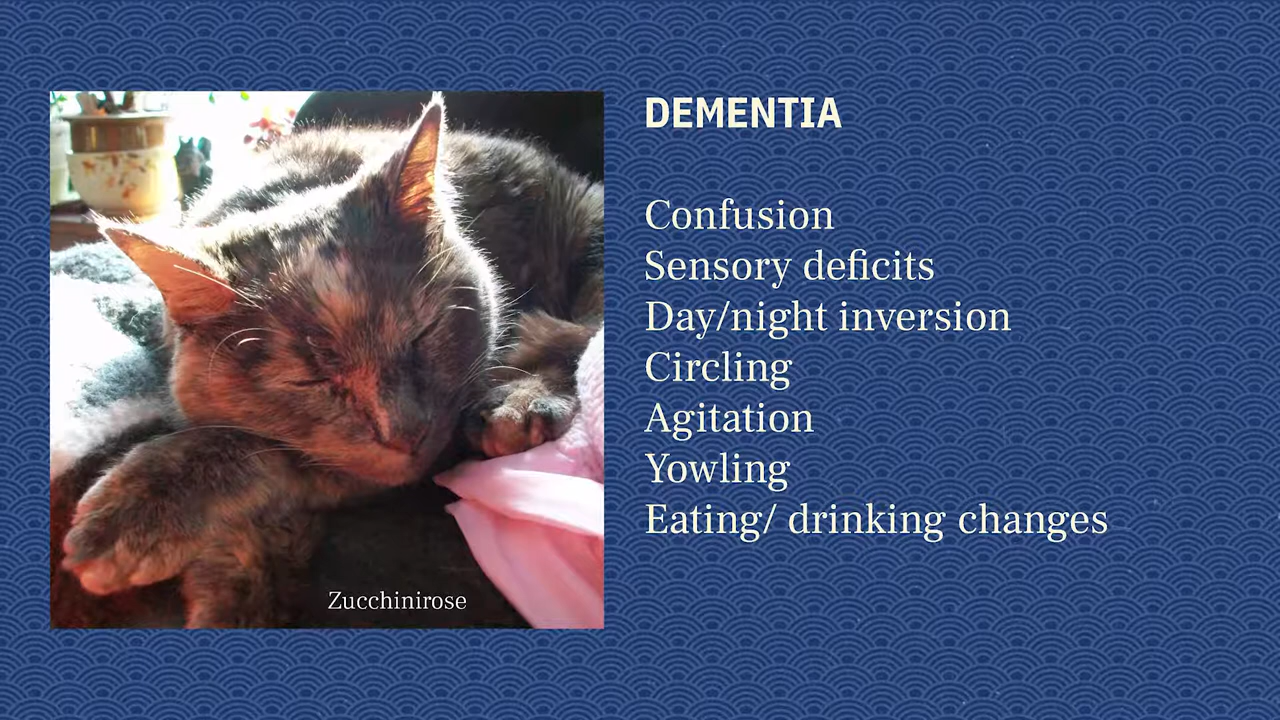 DEMENTIA
Confusion
Sensory deficits
Day/night inversion
Circling
Agitation
Yowling
Eating/ drinking changes
Zucchinirose